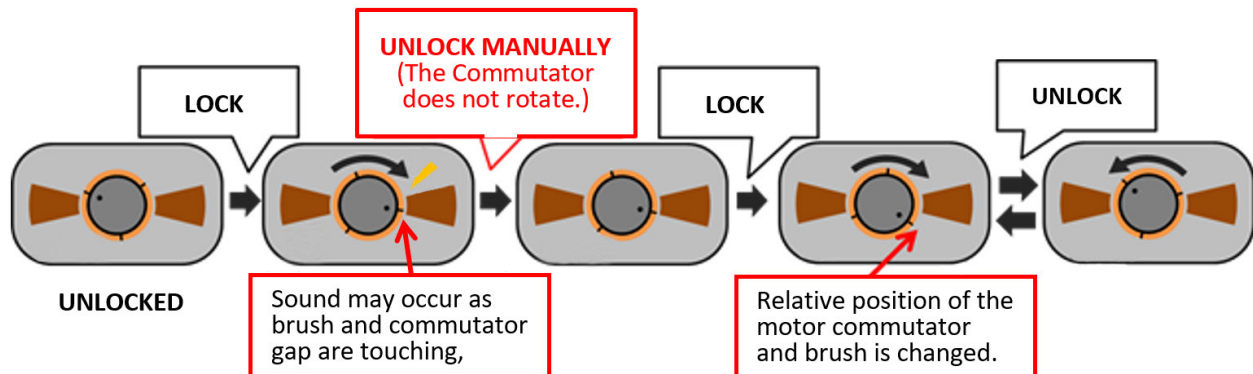 LOCK
UNLOCK MANUALLY
(The Commutator
does not rotate.)
LOCK
UNLOCK
UNLOCKED
Sound may occur as
brush and commutator
gap are touching,
Relative position of the
motor commutator
and brush is changed.